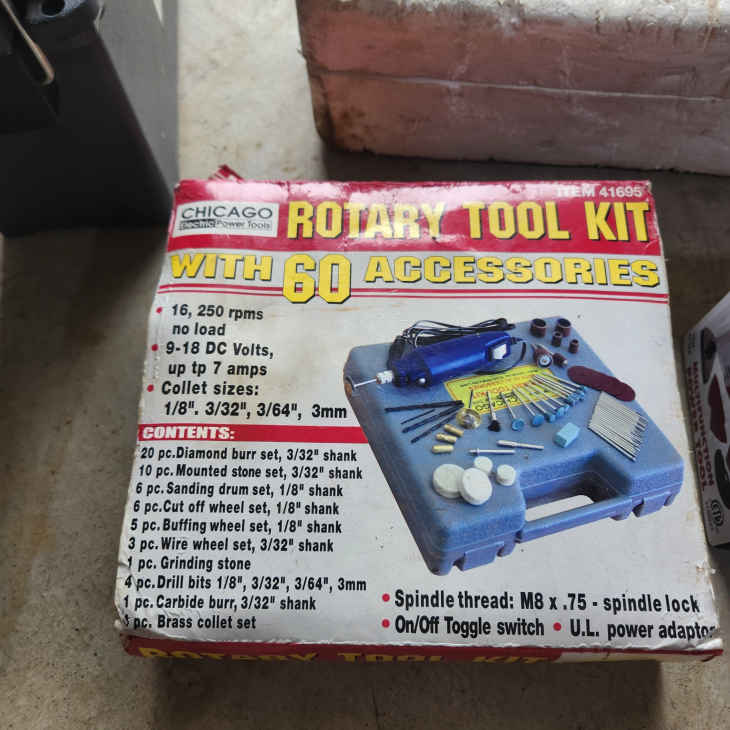 ITEM 41695
CHICAGO
Electric Power Tools
ROTARY TOOL KIT
WITH 60 ACCESSORIES
• 16, 250 rpms
no load
• 9-18 DC Volts,
up tp 7 amps
• Collet sizes:
1/8". 3/32", 3/64", 3mm
CONTENTS:
20 pc. Diamond burr set, 3/32" shank
10 pc. Mounted stone set, 3/32" shank
6 pc. Sanding drum set, 1/8" shank
6 pc. Cut off wheel set, 1/8" shank
5 pc. Buffing wheel set, 1/8" shank
3 pc. Wire wheel set, 3/32" shank
1 pc. Grinding stone
4 pc. Drill bits 1/8", 3/32", 3/64", 3mm
1 pc. Carbide burr, 3/32" shank
pc. Brass collet set
• Spindle thread: M8 x .75 - spindle lock
• On/Off Toggle switch • U.L. power adaptor
ROTARY TOOL KIT
CHICAGO
MULTIFUNCTION